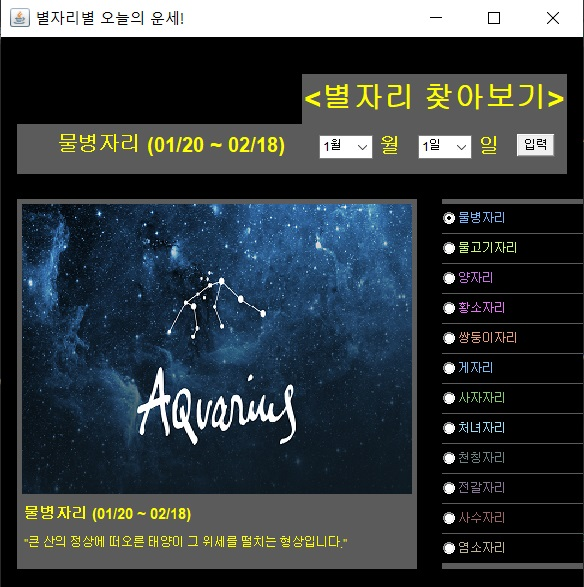 별자리별 오늘의 운세!
<별자리 찾아보기>
물병자리 (01/20 ~ 02/18) 1월 월 1일 일 입력
Aquarius
물병자리 (01/20 ~ 02/18)
"큰 산의 정상에 떠오른 태양이 그 위세를 떨치는 형상입니다."
물병자리
물고기자리
양자리
황소자리
쌍둥이자리
게자리
사자자리
처녀자리
천칭자리
전갈자리
사수자리
염소자리